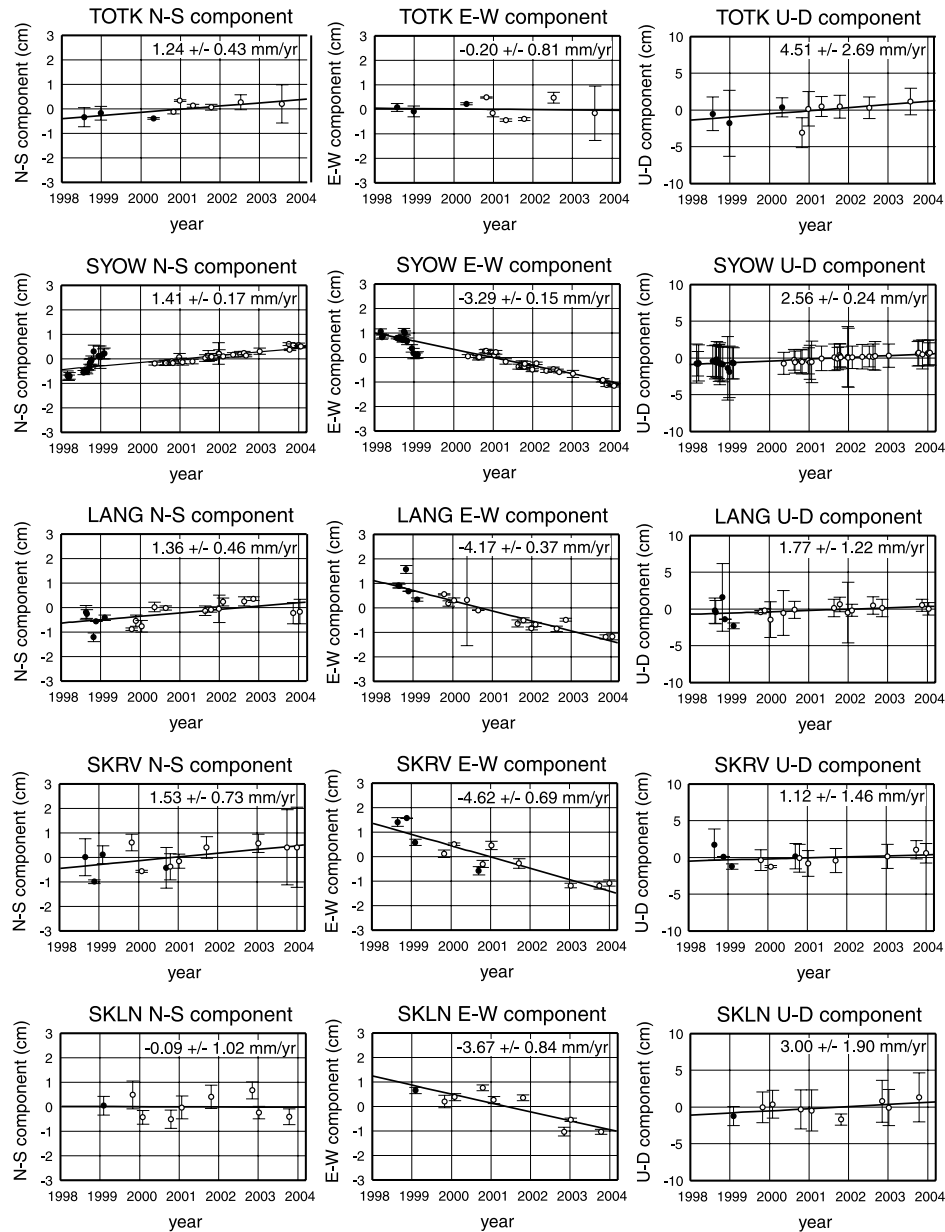 TOTK N-S component
3
2
1
0
-1
-2
-3
N-S component (cm)
1.24 +/- 0.43 mm/yr
1998 1999 2000 2001 2002 2003 2004
year
TOTK E-W component
3
2
1
0
-1
-2
-3
E-W component (cm)
-0.20 +/- 0.81 mm/yr
1998 1999 2000 2001 2002 2003 2004
year
TOTK U-D component
10
5
0
-5
-10
U-D component (cm)
4.51 +/- 2.69 mm/yr
1998 1999 2000 2001 2002 2003 2004
year
SYOW N-S component
3
2
1
0
-1
-2
-3
N-S component (cm)
1.41 +/- 0.17 mm/yr
1998 1999 2000 2001 2002 2003 2004
year
SYOW E-W component
3
2
1
0
-1
-2
-3
E-W component (cm)
-3.29 +/- 0.15 mm/yr
1998 1999 2000 2001 2002 2003 2004
year
SYOW U-D component
10
5
0
-5
-10
U-D component (cm)
2.56 +/- 0.24 mm/yr
1998 1999 2000 2001 2002 2003 2004
year
LANG N-S component
3
2
1
0
-1
-2
-3
N-S component (cm)
1.36 +/- 0.46 mm/yr
1998 1999 2000 2001 2002 2003 2004
year
LANG E-W component
3
2
1
0
-1
-2
-3
E-W component (cm)
-4.17 +/- 0.37 mm/yr
1998 1999 2000 2001 2002 2003 2004
year
LANG U-D component
10
5
0
-5
-10
U-D component (cm)
1.77 +/- 1.22 mm/yr
1998 1999 2000 2001 2002 2003 2004
year
SKRV N-S component
3
2
1
0
-1
-2
-3
N-S component (cm)
1.53 +/- 0.73 mm/yr
1998 1999 2000 2001 2002 2003 2004
year
SKRV E-W component
3
2
1
0
-1
-2
-3
E-W component (cm)
-4.62 +/- 0.69 mm/yr
1998 1999 2000 2001 2002 2003 2004
year
SKRV U-D component
10
5
0
-5
-10
U-D component (cm)
1.12 +/- 1.46 mm/yr
1998 1999 2000 2001 2002 2003 2004
year
SKLN N-S component
3
2
1
0
-1
-2
-3
N-S component (cm)
-0.09 +/- 1.02 mm/yr
1998 1999 2000 2001 2002 2003 2004
year
SKLN E-W component
3
2
1
0
-1
-2
-3
E-W component (cm)
-3.67 +/- 0.84 mm/yr
1998 1999 2000 2001 2002 2003 2004
year
SKLN U-D component
10
5
0
-5
-10
U-D component (cm)
3.00 +/- 1.90 mm/yr
1998 1999 2000 2001 2002 2003 2004
year